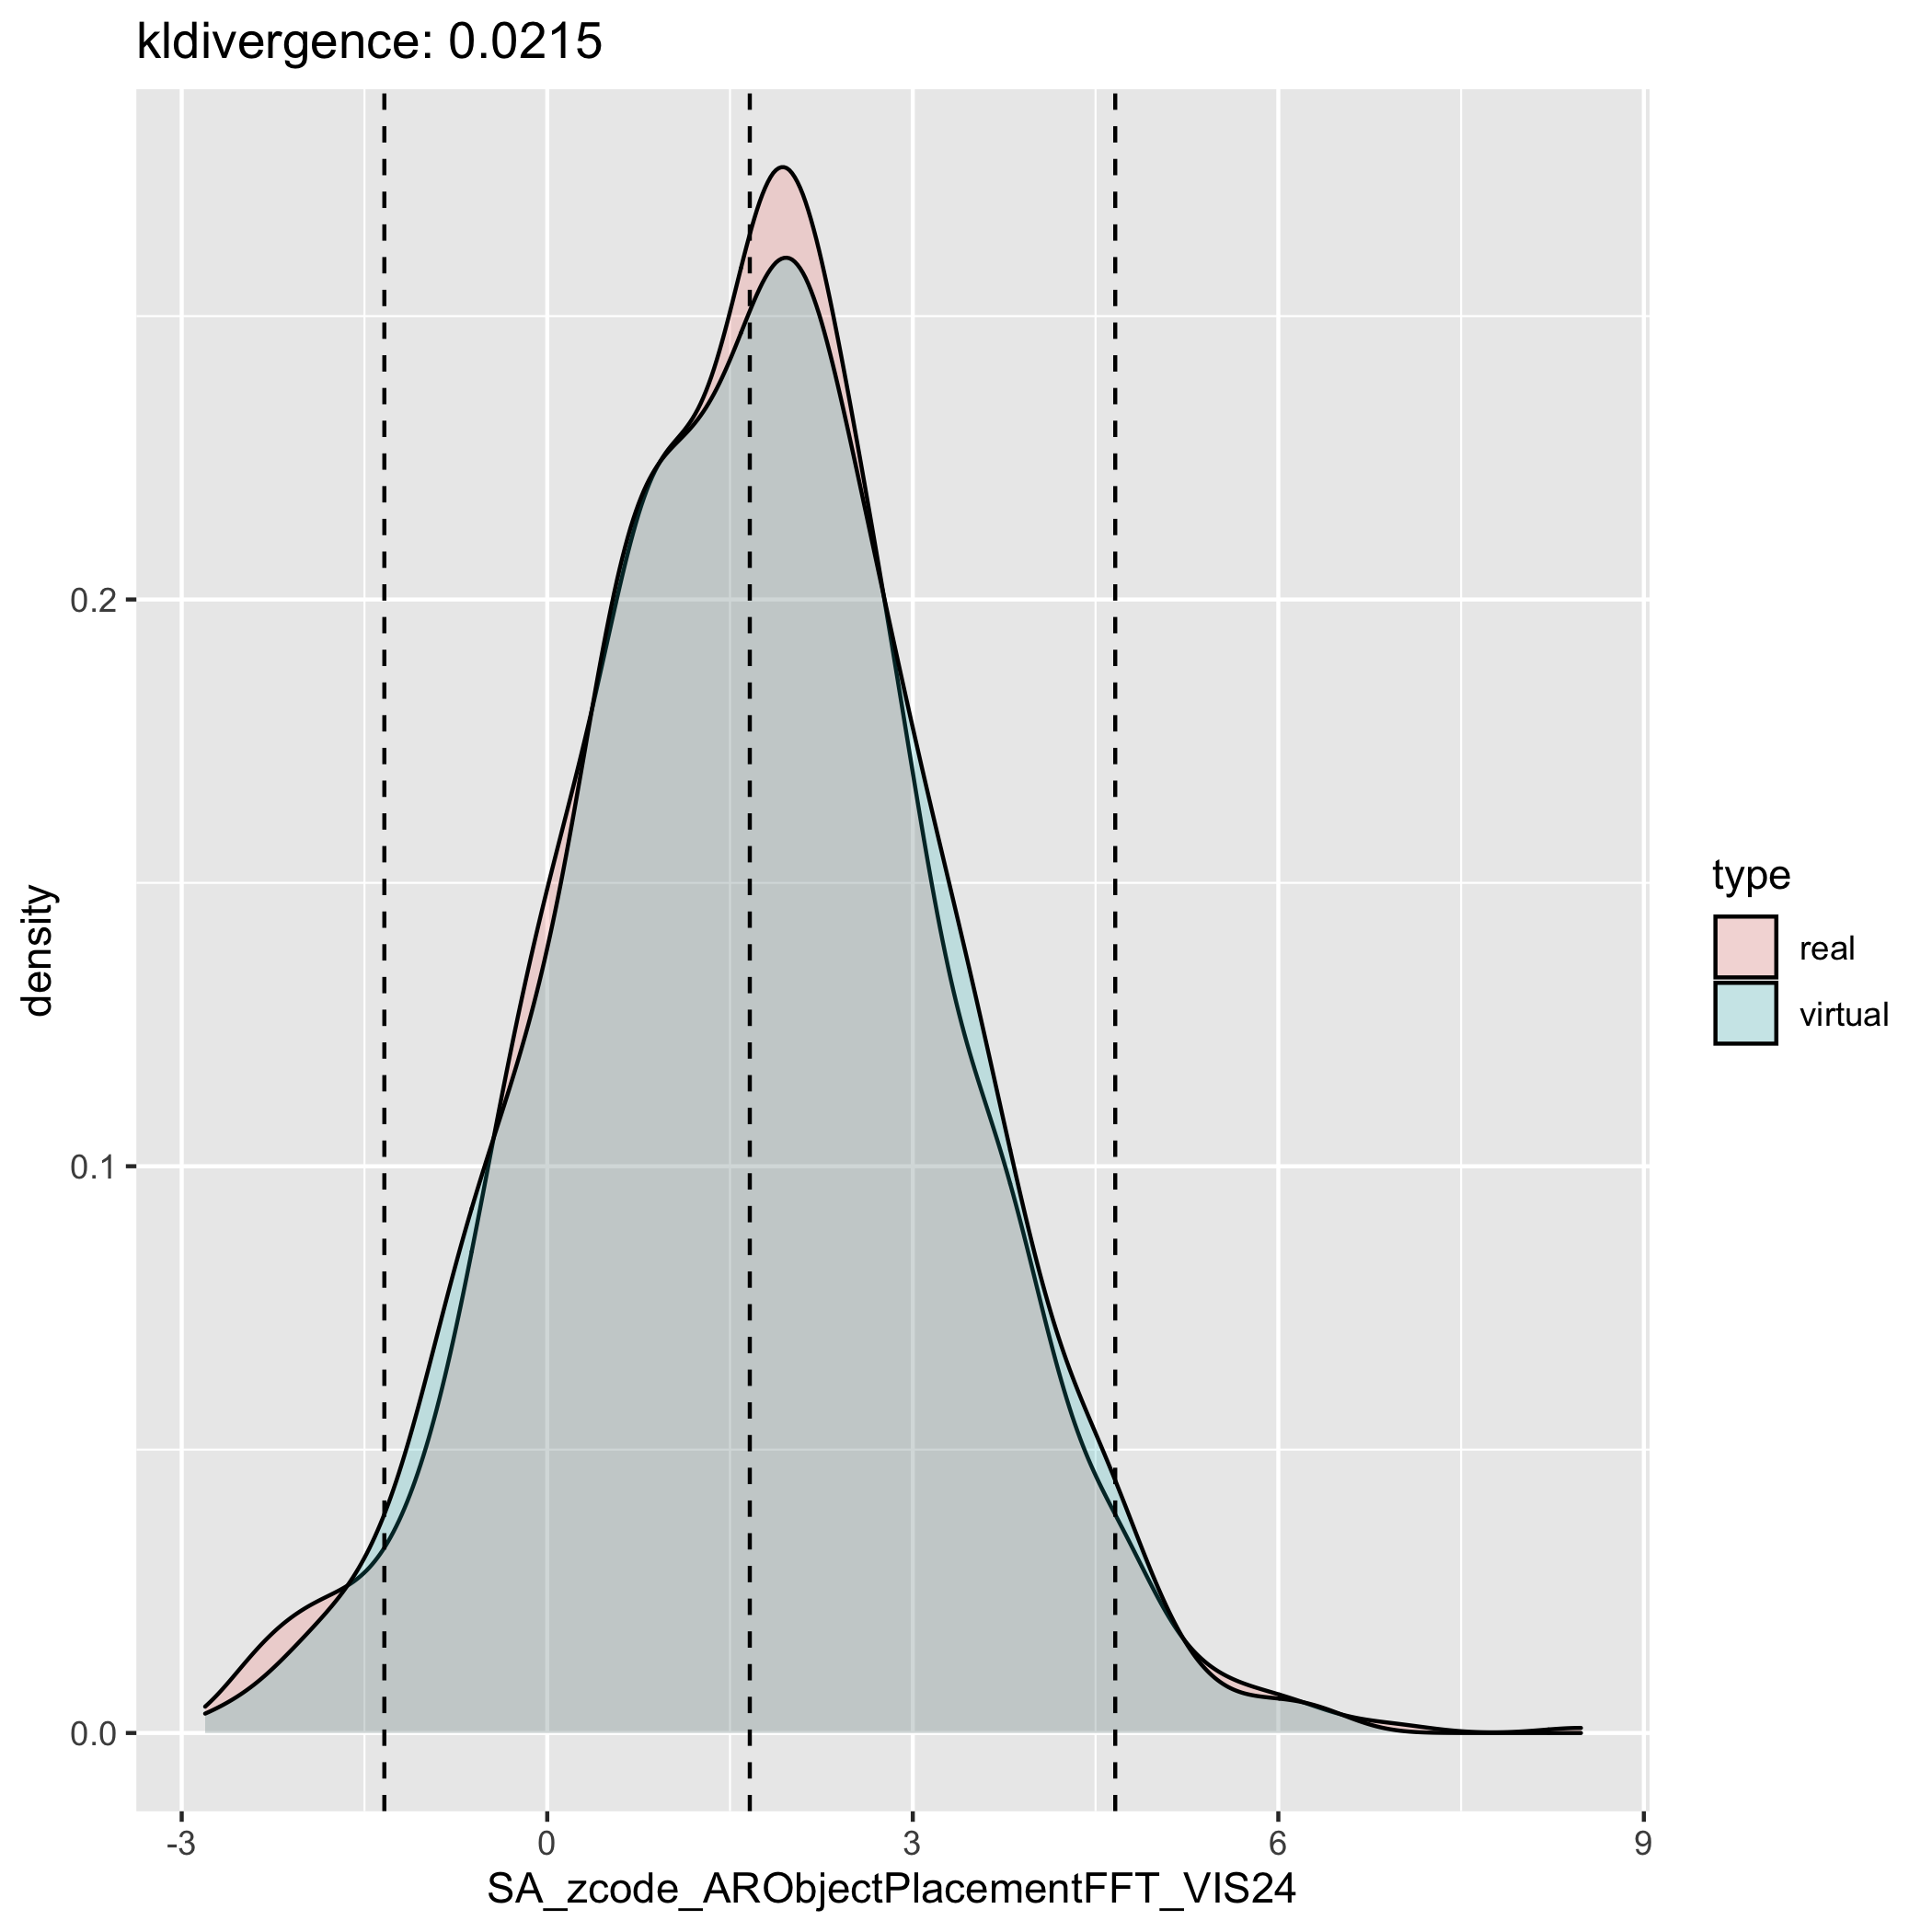 kldivergence: 0.0215
0.2
0.1
0.0
density
-3
0
3
6
9
SA_zcode_ARObjectPlacementFFT_VIS24
type
real
virtual